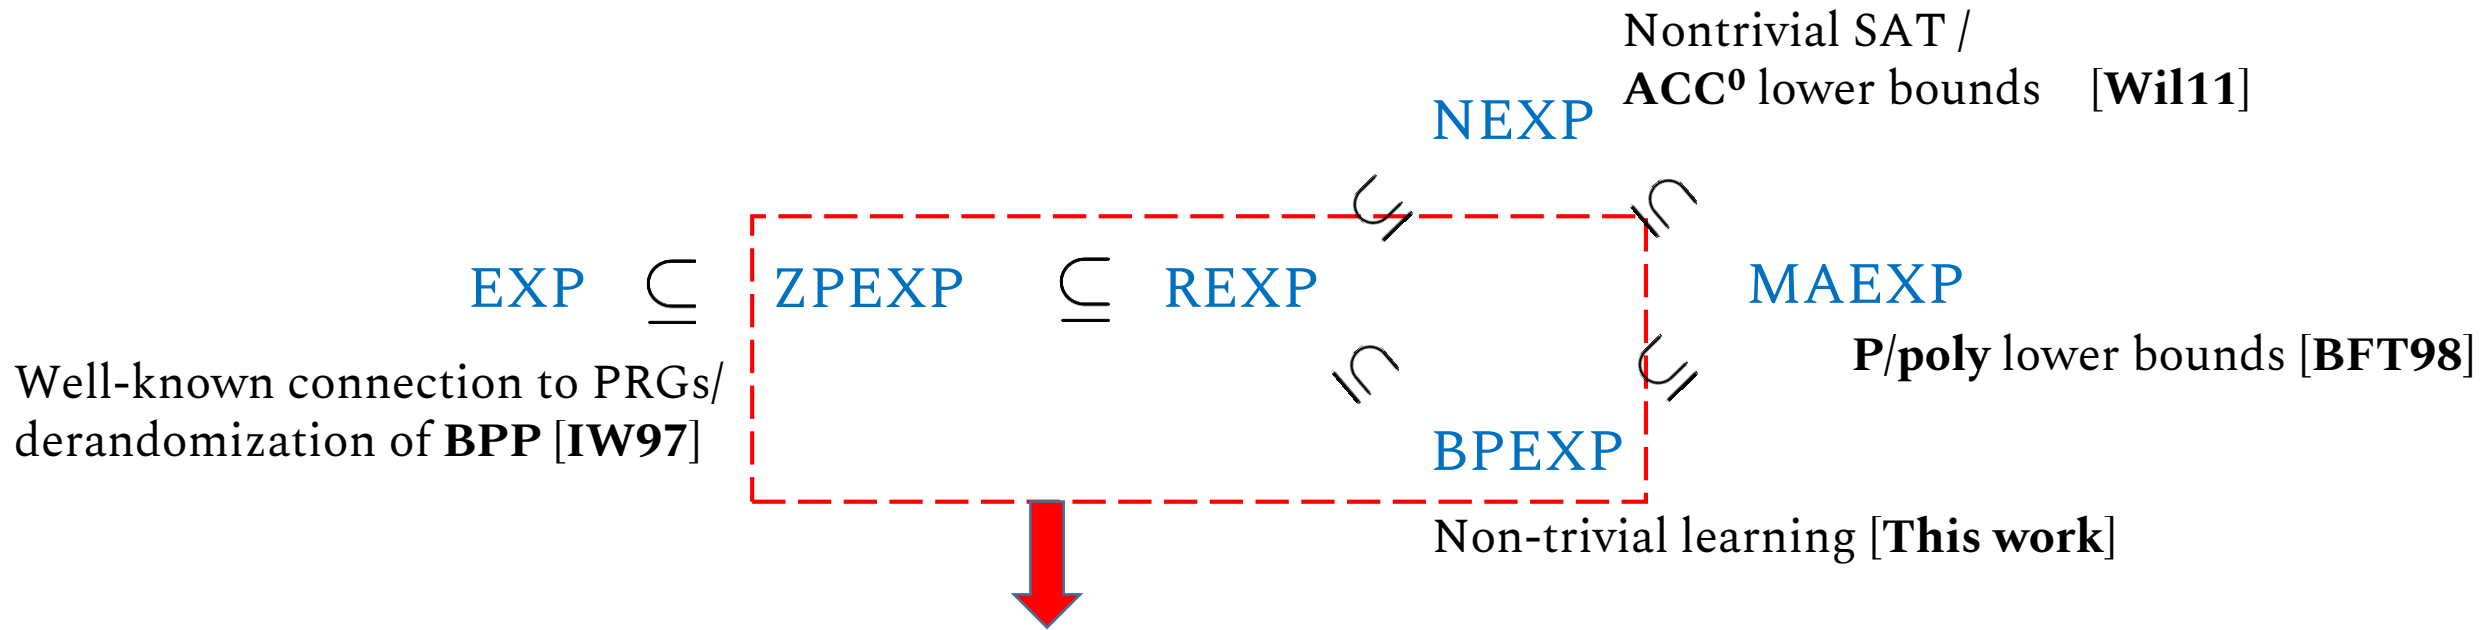 Nontrivial SAT /
ACC⁰ lower bounds [Wil11]
NEXP
⊆ ⊆
EXP ⊆ ZPEXP ⊆ REXP
MAEXP
P/poly lower bounds [BFT98]
⊆ ⊆
Well-known connection to PRGs/
derandomization of BPP [IW97]
BPEXP
Non-trivial learning [This work]